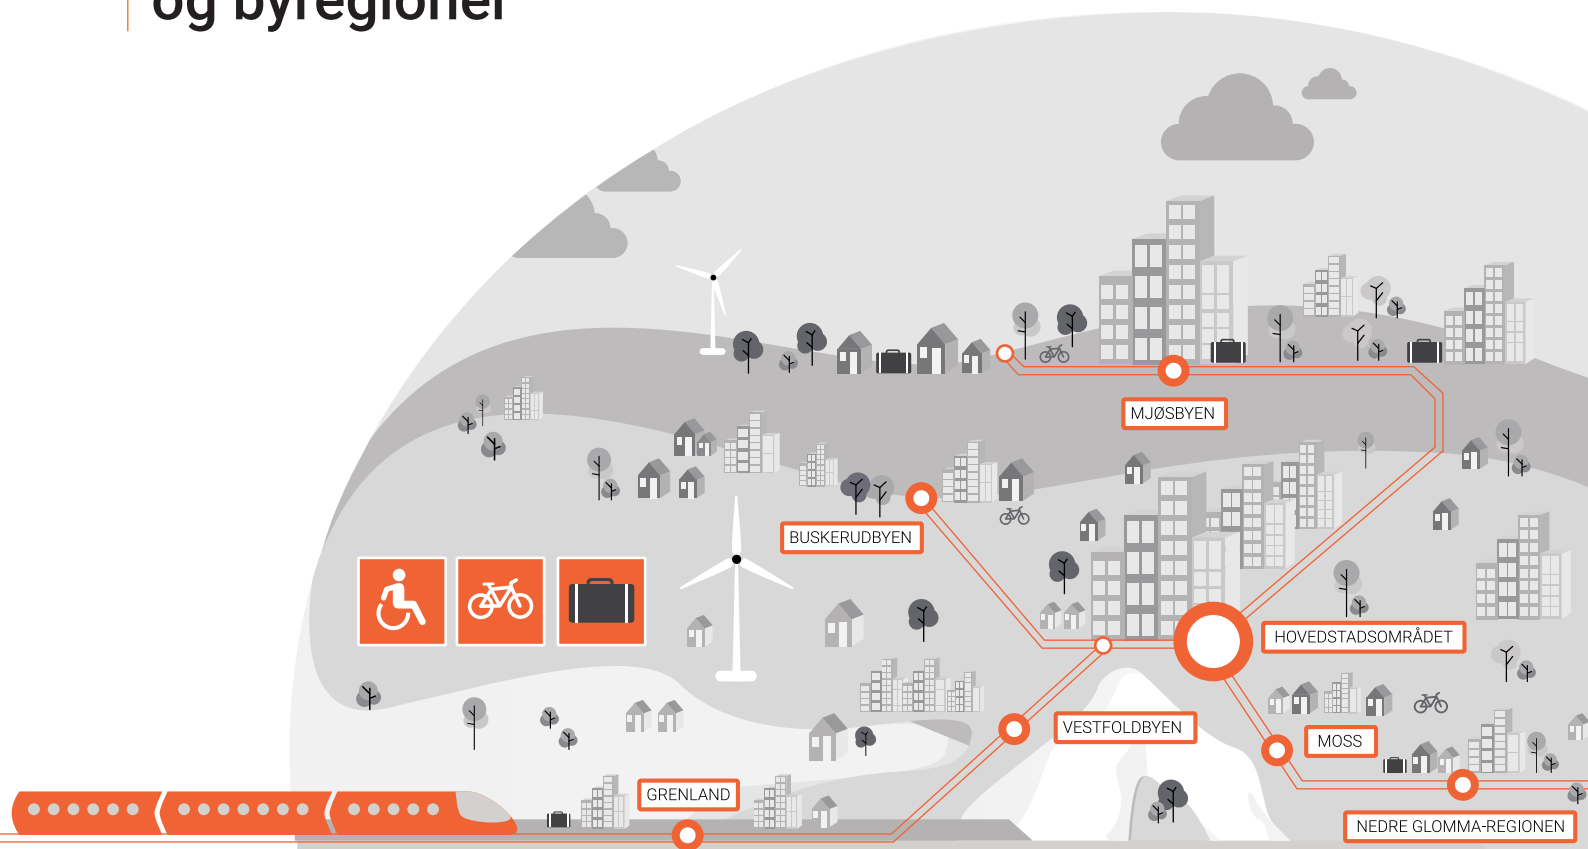 og byregioner
MJØSBYEN
BUSKERUDBYEN
HOVEDSTADSOMRÅDET
VESTFOLDBYEN
MOSS
GRENLAND
NEDRE GLOMMA-REGIONEN